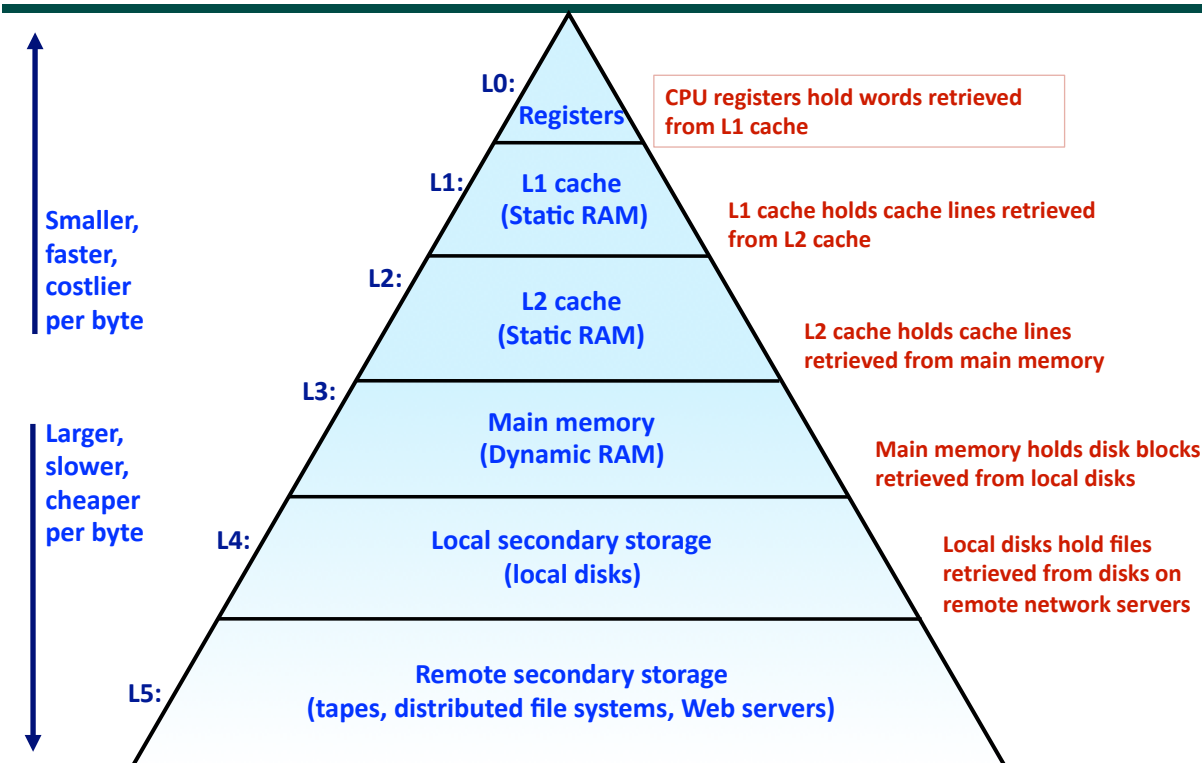 L0:
Registers
CPU registers hold words retrieved
from L1 cache
L1:
L1 cache
(Static RAM)
L1 cache holds cache lines retrieved
from L2 cache
Smaller,
faster,
costlier
per byte
L2:
L2 cache
(Static RAM)
L2 cache holds cache lines
retrieved from main memory
L3:
Main memory
(Dynamic RAM)
Main memory holds disk blocks
retrieved from local disks
Larger,
slower,
cheaper
per byte
L4:
Local secondary storage
(local disks)
Local disks hold files
retrieved from disks on
remote network servers
L5:
Remote secondary storage
(tapes, distributed file systems, Web servers)